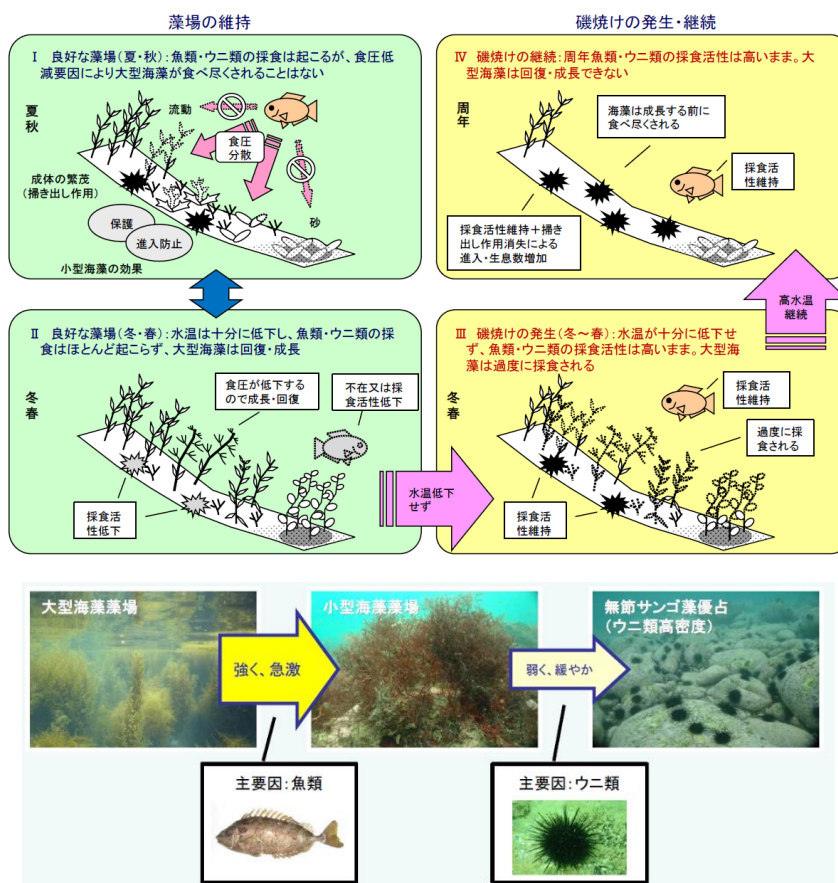 藻場の維持
磯焼けの発生・継続
Ⅰ 良好な藻場(夏・秋):魚類・ウニ類の採食は起こるが、食圧低
減要因により大型海藻が食べ尽くされることはない
夏
秋
流動
食圧
分散
成体の繁茂
(掃き出し作用)
保護
進入防止
砂
小型海藻の効果
Ⅳ 磯焼けの継続:周年魚類・ウニ類の採食活性は高いまま。大
型海藻は回復・成長できない
周
年
海藻は成長する前に
食べ尽くされる
採食活
性維持
採食活性維持+掃き
出し作用消失による
進入・生息数増加
高水温
継続
Ⅱ 良好な藻場(冬・春):水温は十分に低下し、魚類・ウニ類の採
食はほとんど起こらず、大型海藻は回復・成長
冬
春
食圧が低下する
ので成長・回復
不在又は採
食活性低下
採食活
性低下
水温低下
せず
Ⅲ 磯焼けの発生(冬~春):水温が十分に低下せ
ず、魚類・ウニ類の採食活性は高いまま。大型海
藻は過度に採食される
冬
春
採食活
性維持
過度に採
食される
採食活
性維持
大型海藻藻場
強く、急激
小型海藻藻場
弱く、緩やか
無節サンゴ藻優占
(ウニ類高密度)
主要因:魚類
主要因:ウニ類